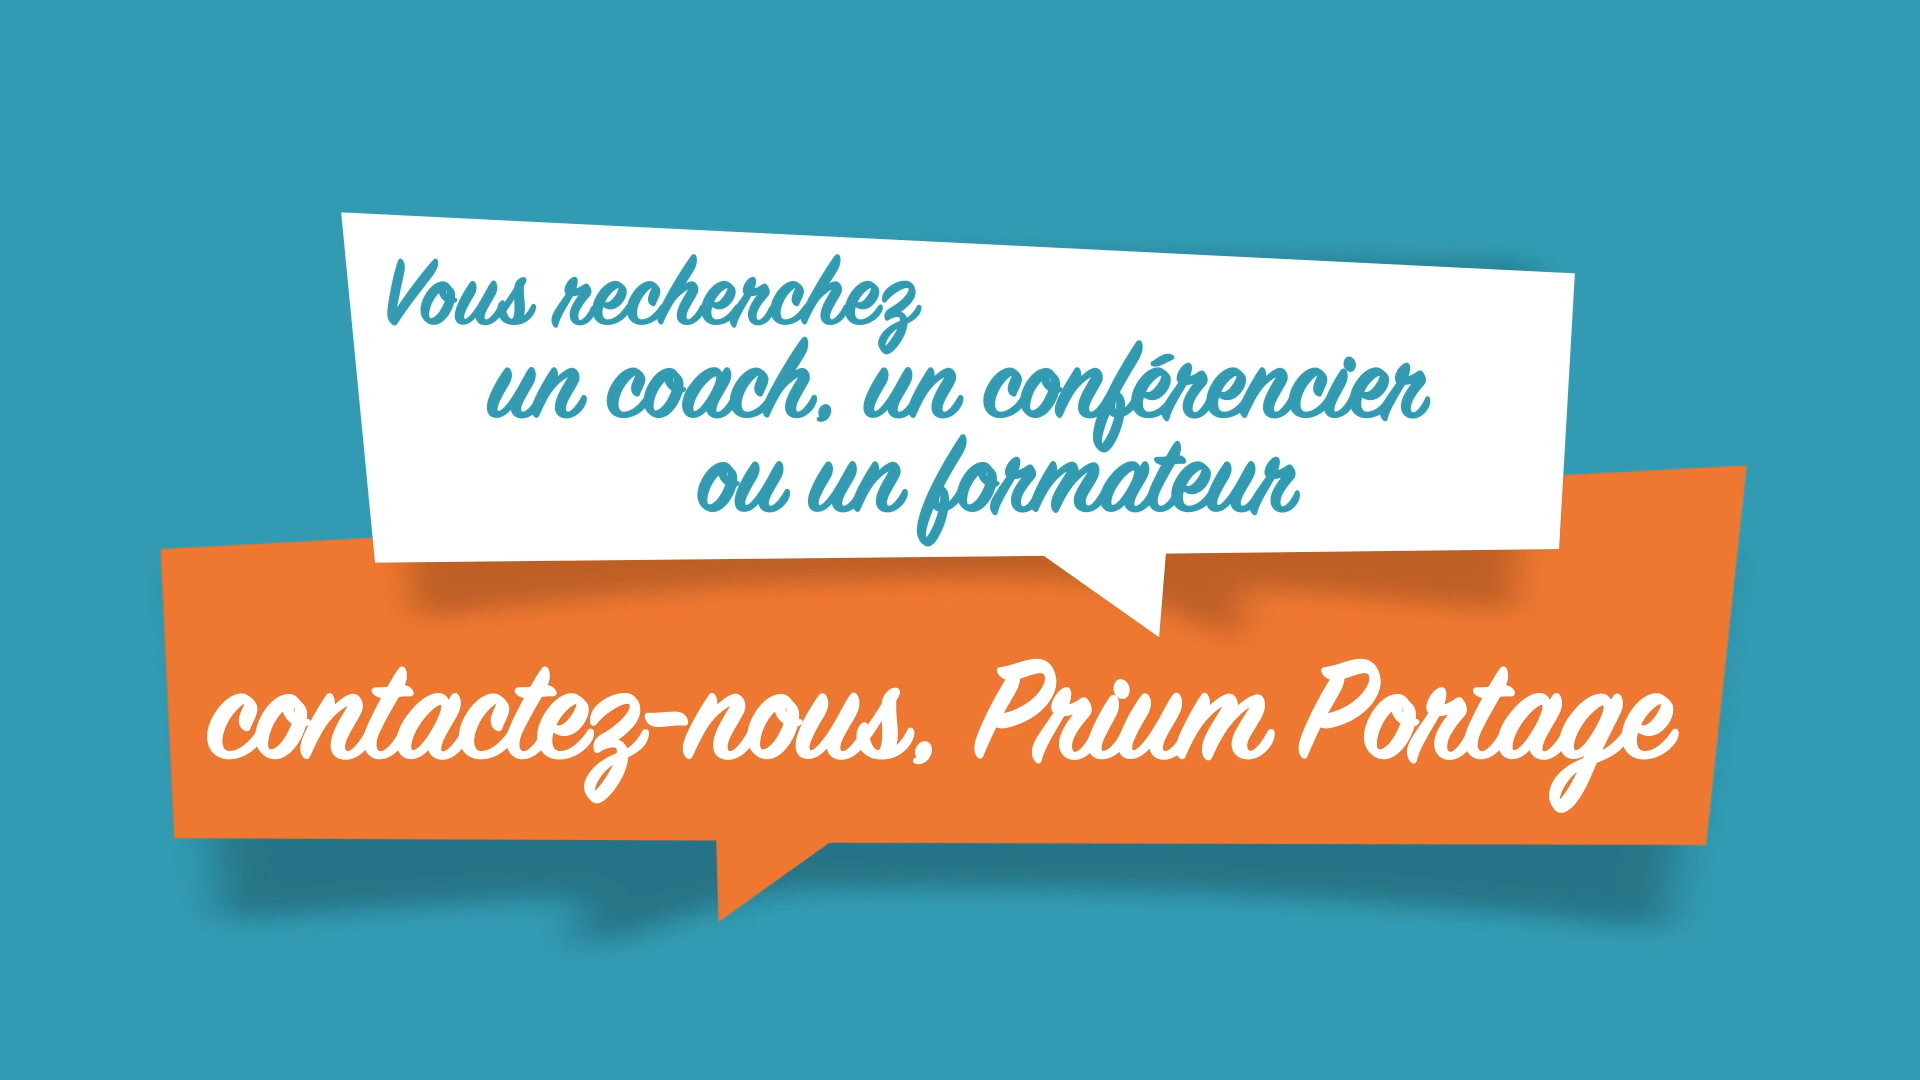 Vous recherchez
un coach, un conférencier
ou un formateur
contactez-nous, Prium Portage